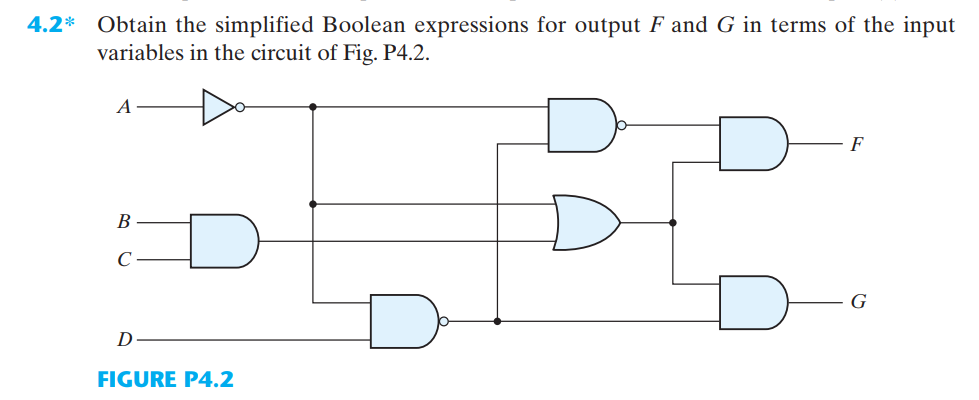 4.2* Obtain the simplified Boolean expressions for output F and G in terms of the input
variables in the circuit of Fig. P4.2.
A
F
B
C
G
D
FIGURE P4.2